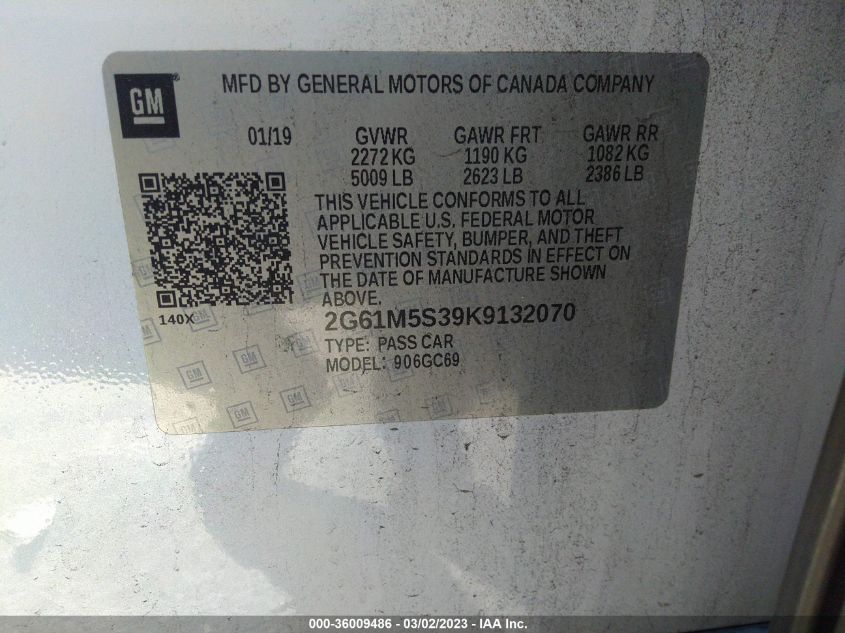 GM®
MFD BY GENERAL MOTORS OF CANADA COMPANY
01/19 GVWR GAWR FRT GAWR RR
2272 KG 1190 KG 1082 KG
5009 LB 2623 LB 2386 LB
THIS VEHICLE CONFORMS TO ALL
APPLICABLE U.S. FEDERAL MOTOR
VEHICLE SAFETY, BUMPER, AND THEFT
PREVENTION STANDARDS IN EFFECT ON
THE DATE OF MANUFACTURE SHOWN
ABOVE.
140X
2G61M5S39K9132070
TYPE: PASS CAR
MODEL: 906GC69
000-36009486 - 03/02/2023 - IAA Inc.